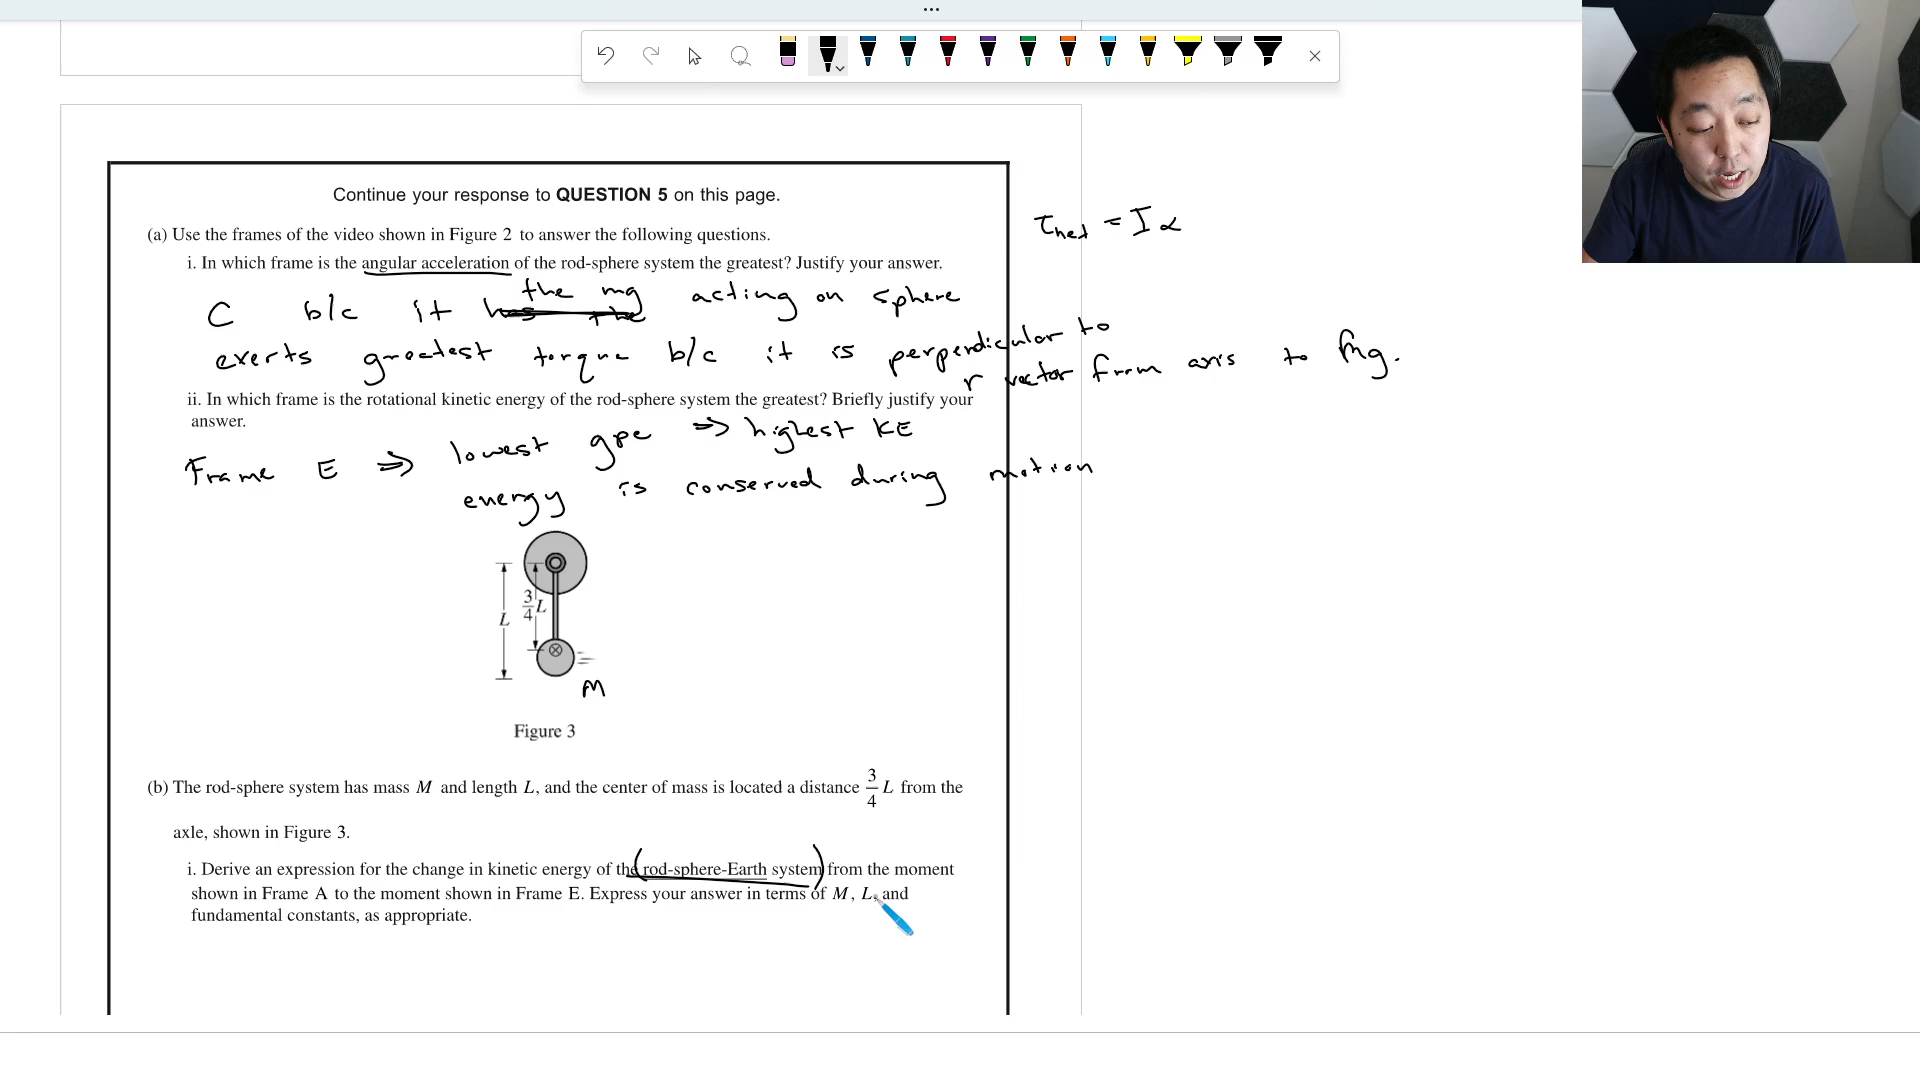 ...
Continue your response to QUESTION 5 on this page.
(a) Use the frames of the video shown in Figure 2 to answer the following questions.
τnet = I α
i. In which frame is the angular acceleration of the rod-sphere system the greatest? Justify your answer.
C b/c it the mg acting on sphere
exerts greatest torque b/c it is perpendicular to
r vector from axis to mg.
ii. In which frame is the rotational kinetic energy of the rod-sphere system the greatest? Briefly justify your
answer.
Frame E ⇒ lowest gpe ⇒ highest KE
energy is conserved during motion
3/4 L
L
M
Figure 3
(b) The rod-sphere system has mass M and length L, and the center of mass is located a distance 3/4 L from the
axle, shown in Figure 3.
i. Derive an expression for the change in kinetic energy of the (rod-sphere-Earth system) from the moment
shown in Frame A to the moment shown in Frame E. Express your answer in terms of M, L, and
fundamental constants, as appropriate.